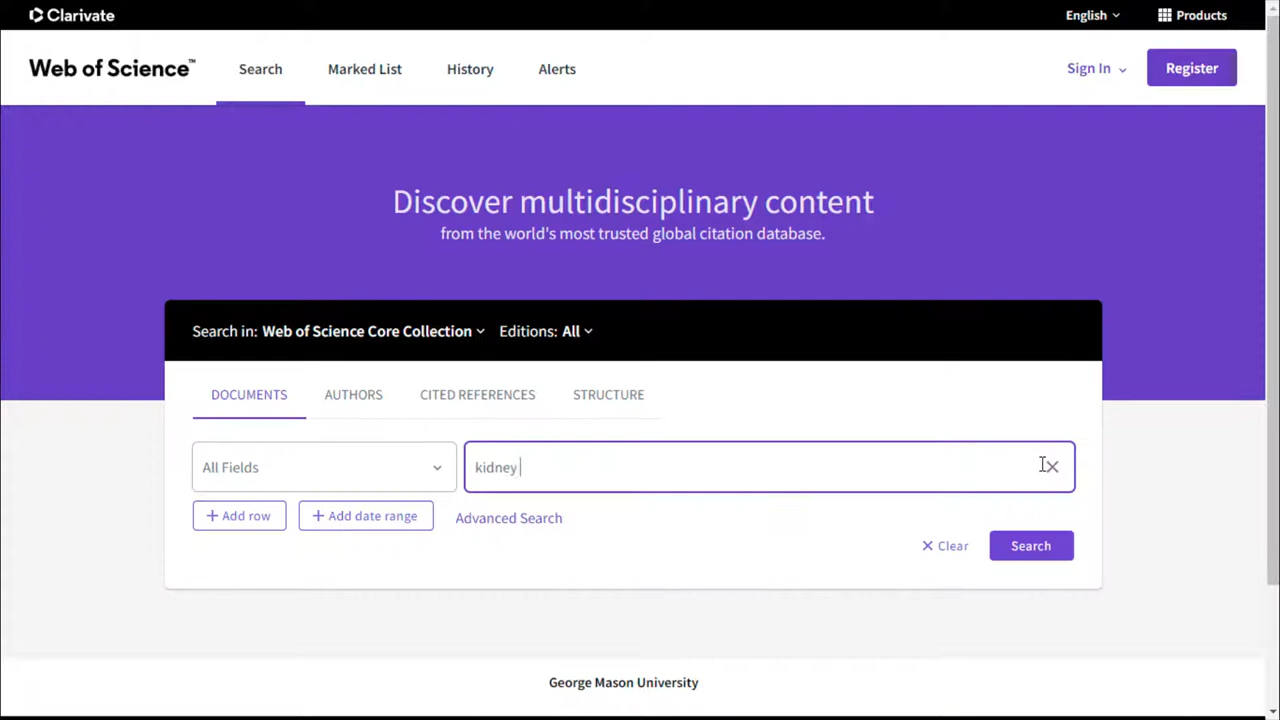 Clarivate English Products
Web of Science™ Search Marked List History Alerts Sign In Register
Discover multidisciplinary content
from the world's most trusted global citation database.
Search in: Web of Science Core Collection Editions: All
DOCUMENTS AUTHORS CITED REFERENCES STRUCTURE
All Fields kidney
+ Add row + Add date range Advanced Search
× Clear Search
George Mason University